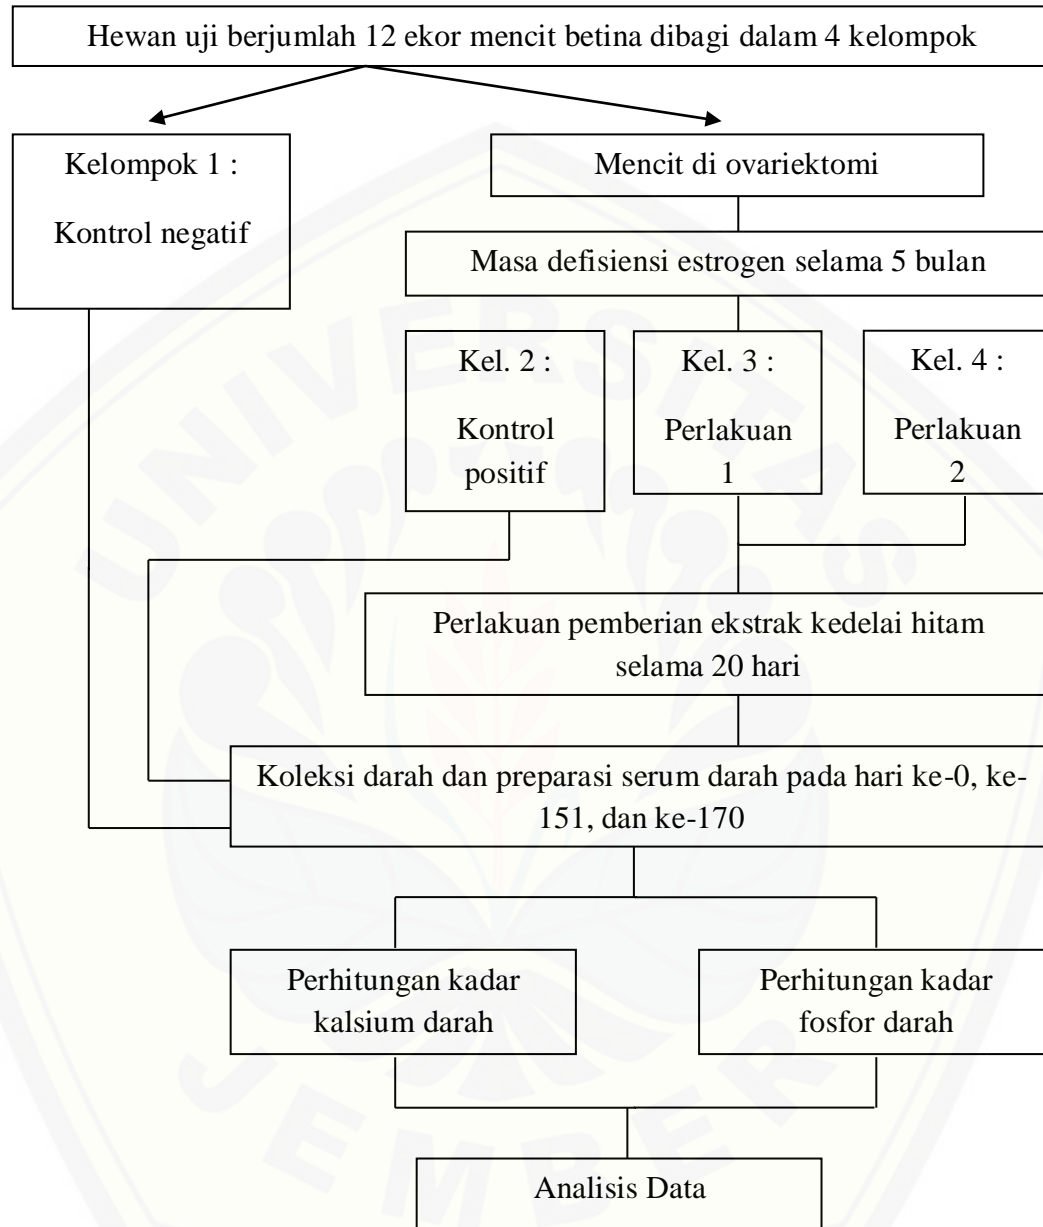 Hewan uji berjumlah 12 ekor mencit betina dibagi dalam 4 kelompok
Kelompok 1 :
Kontrol negatif
Mencit di ovariektomi
Masa defisiensi estrogen selama 5 bulan
Kel. 2 :
Kontrol
positif
Kel. 3 :
Perlakuan
1
Kel. 4 :
Perlakuan
2
Perlakuan pemberian ekstrak kedelai hitam
selama 20 hari
Koleksi darah dan preparasi serum darah pada hari ke-0, ke-
151, dan ke-170
Perhitungan kadar
kalsium darah
Perhitungan kadar
fosfor darah
Analisis Data
UNIVERSITAS
JEMBER